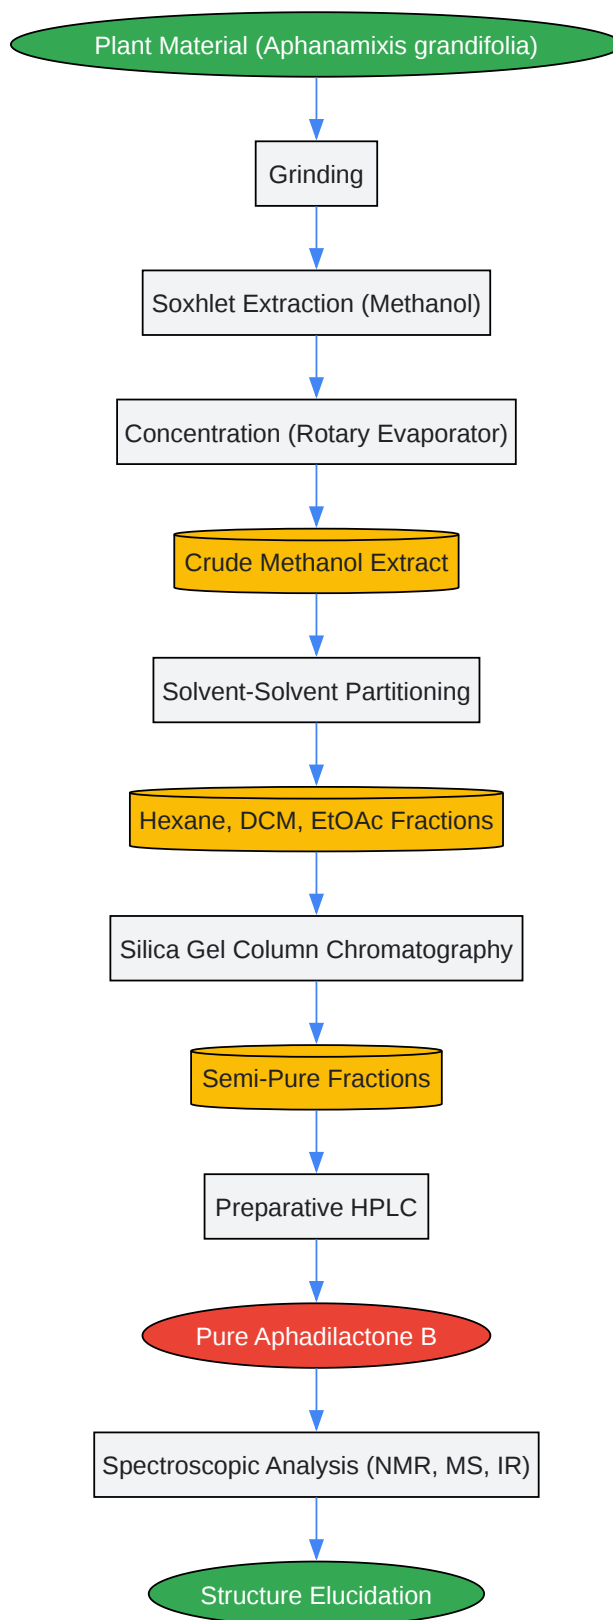 Plant Material (Aphanamixis grandifolia)
Grinding
Soxhlet Extraction (Methanol)
Concentration (Rotary Evaporator)
Crude Methanol Extract
Solvent-Solvent Partitioning
Hexane, DCM, EtOAc Fractions
Silica Gel Column Chromatography
Semi-Pure Fractions
Preparative HPLC
Pure Aphadilactone B
Spectroscopic Analysis (NMR, MS, IR)
Structure Elucidation